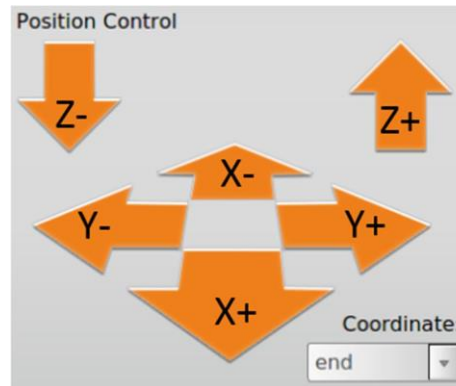 Position Control
Z-
Z+
X-
Y-
Y+
X+
Coordinate
end